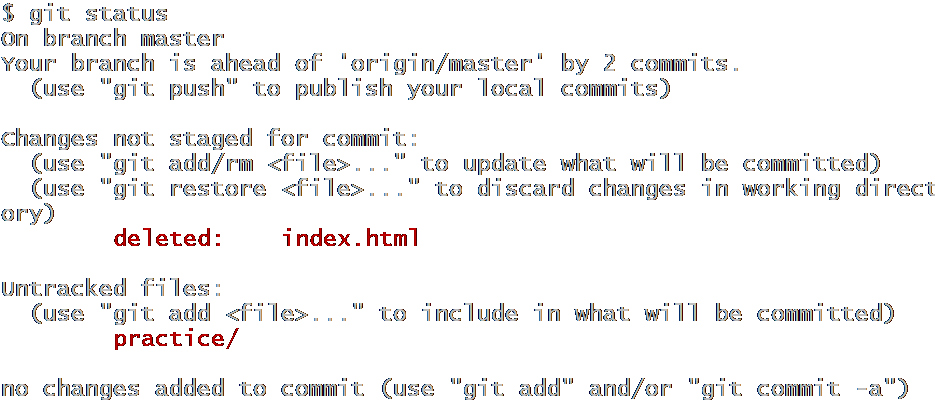 $ git status
On branch master
Your branch is ahead of 'origin/master' by 2 commits.
  (use "git push" to publish your local commits)

Changes not staged for commit:
  (use "git add/rm <file>..." to update what will be committed)
  (use "git restore <file>..." to discard changes in working direct
ory)
        deleted:    index.html

Untracked files:
  (use "git add <file>..." to include in what will be committed)
        practice/

no changes added to commit (use "git add" and/or "git commit -a")